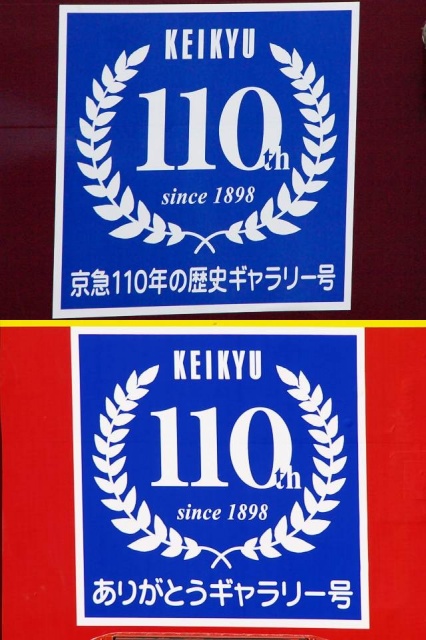 KEIKYU
110th
since 1898
京急110年の歴史ギャラリー号
KEIKYU
110th
since 1898
ありがとうギャラリー号